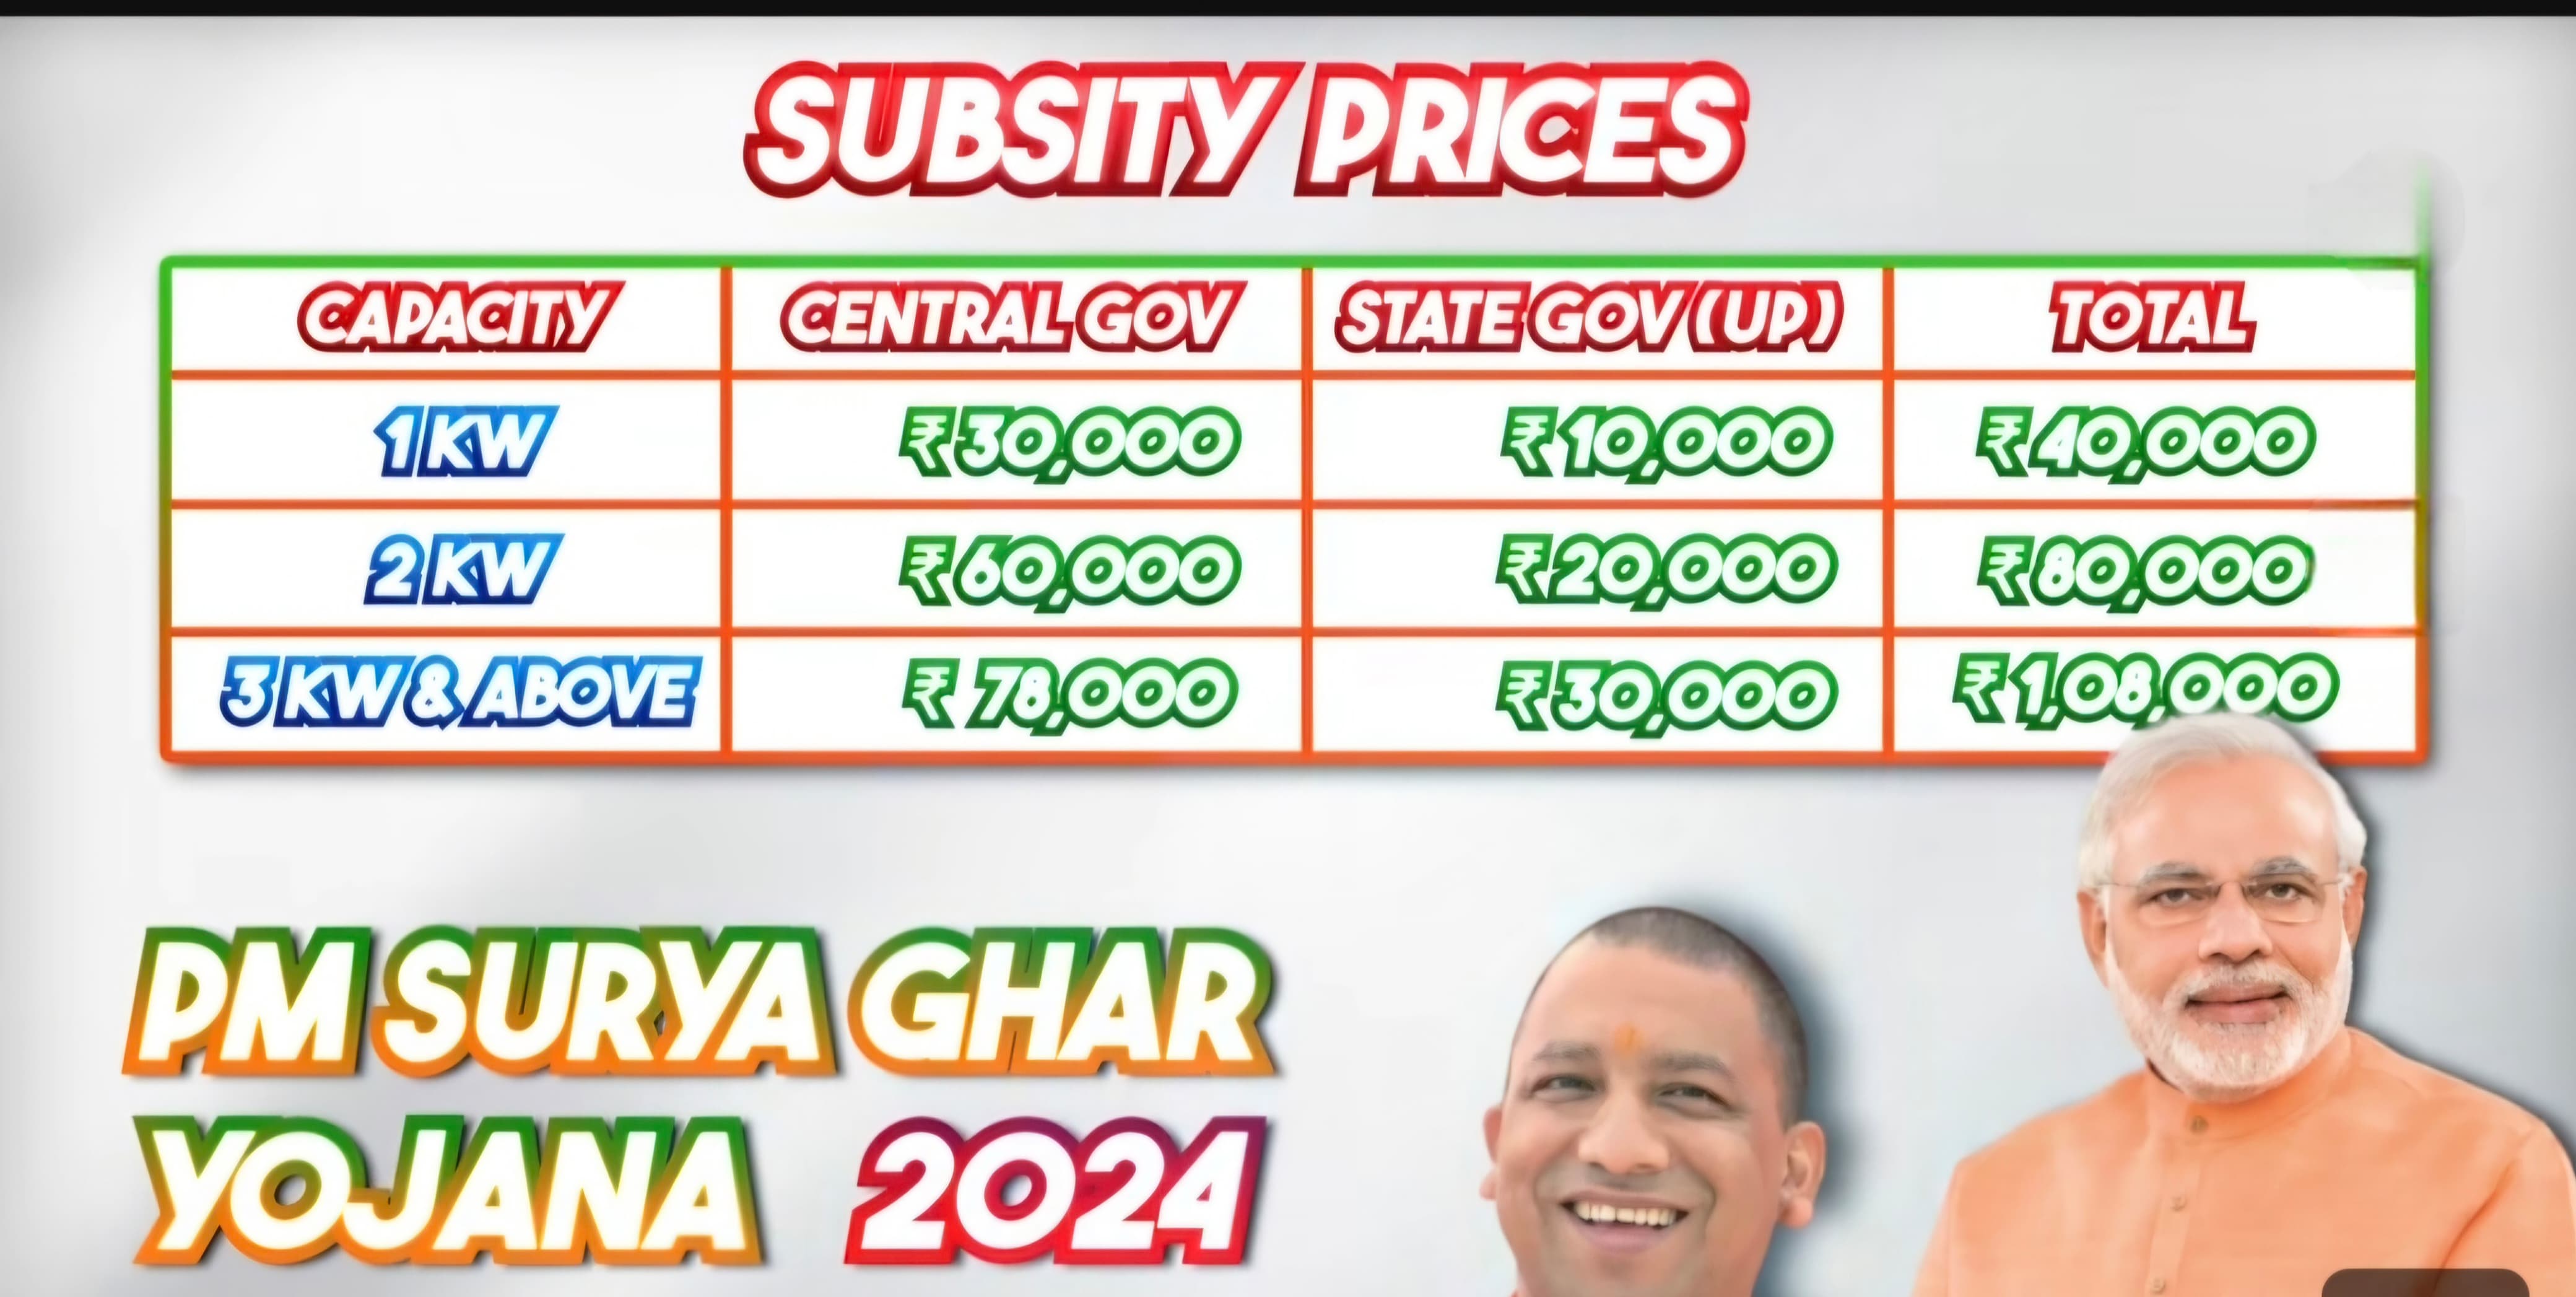 SUBSITY PRICES
CAPACITY CENTRAL GOV STATE GOV (UP) TOTAL
1 KW ₹30,000 ₹10,000 ₹40,000
2 KW ₹60,000 ₹20,000 ₹80,000
3 KW & ABOVE ₹ 78,000 ₹30,000 ₹1,08,000
PM SURYA GHAR
YOJANA 2024